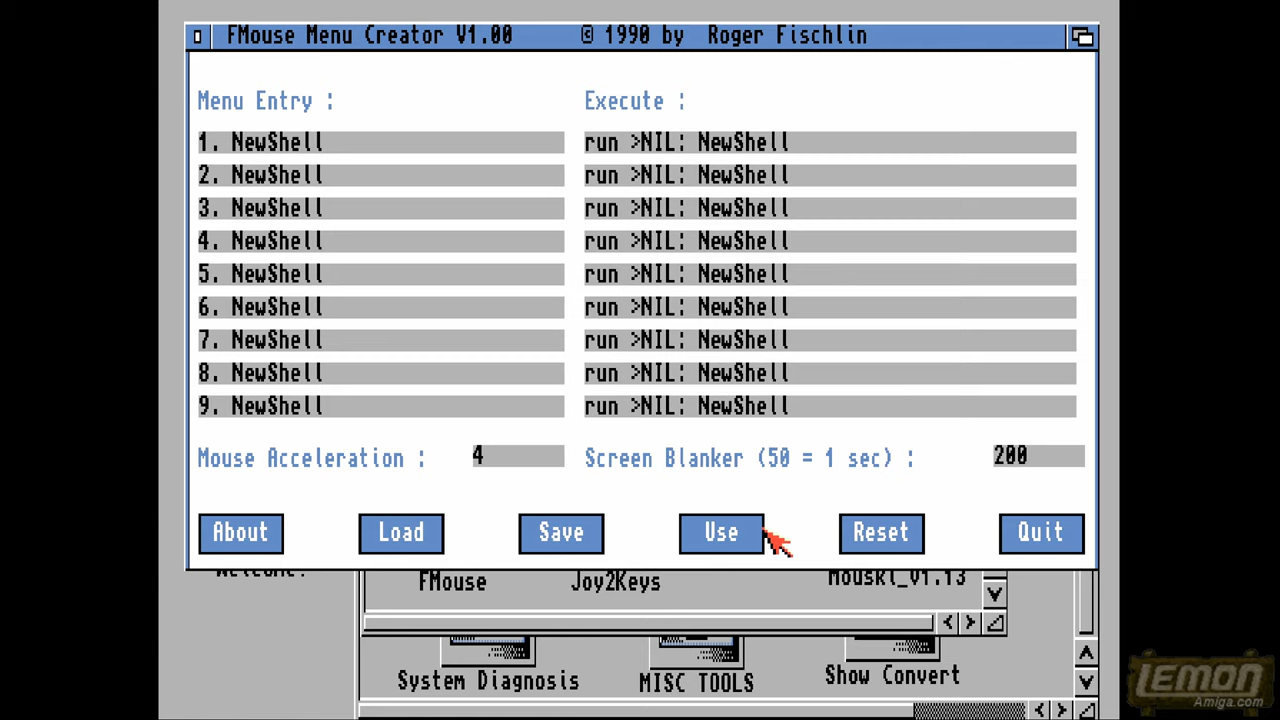 FMouse Menu Creator V1.00 © 1990 by Roger Fischlin
Menu Entry : Execute :
1. NewShell run >NIL: NewShell
2. NewShell run >NIL: NewShell
3. NewShell run >NIL: NewShell
4. NewShell run >NIL: NewShell
5. NewShell run >NIL: NewShell
6. NewShell run >NIL: NewShell
7. NewShell run >NIL: NewShell
8. NewShell run >NIL: NewShell
9. NewShell run >NIL: NewShell
Mouse Acceleration : 4 Screen Blanker (50 = 1 sec) : 200
About Load Save Use Reset Quit
Welcome!
FMouse Joy2Keys MouskI_V1.13
System Diagnosis MISC TOOLS Show Convert
LEMON
Amiga.com